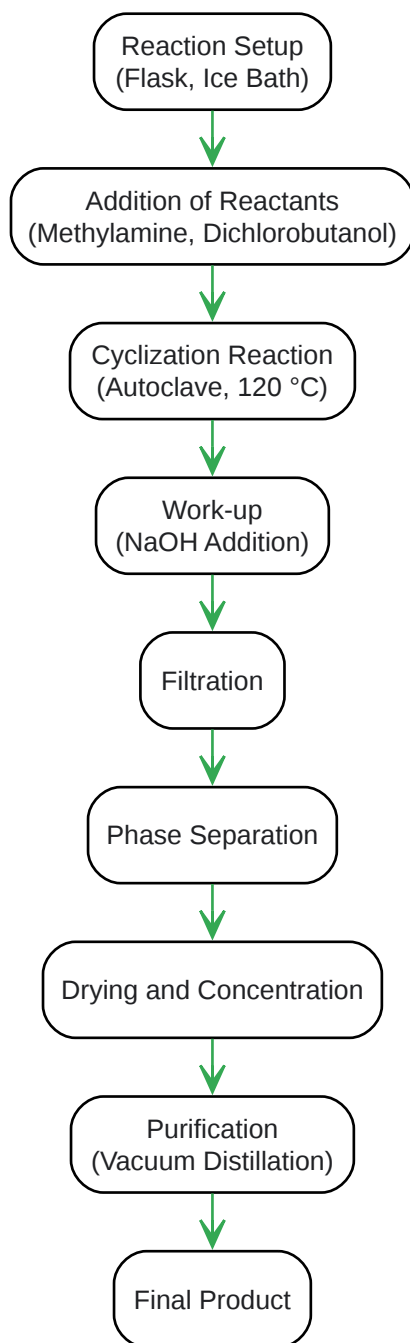 Reaction Setup
(Flask, Ice Bath)
Addition of Reactants
(Methylamine, Dichlorobutanol)
Cyclization Reaction
(Autoclave, 120 °C)
Work-up
(NaOH Addition)
Filtration
Phase Separation
Drying and Concentration
Purification
(Vacuum Distillation)
Final Product